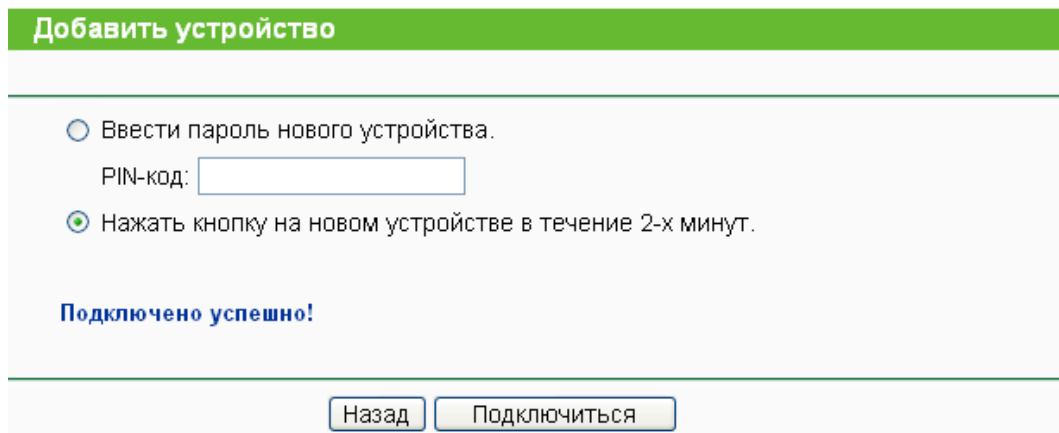 Добавить устройство
Ввести пароль нового устройства.
PIN-код:
Нажать кнопку на новом устройстве в течение 2-х минут.
Подключено успешно!
Назад Подключиться